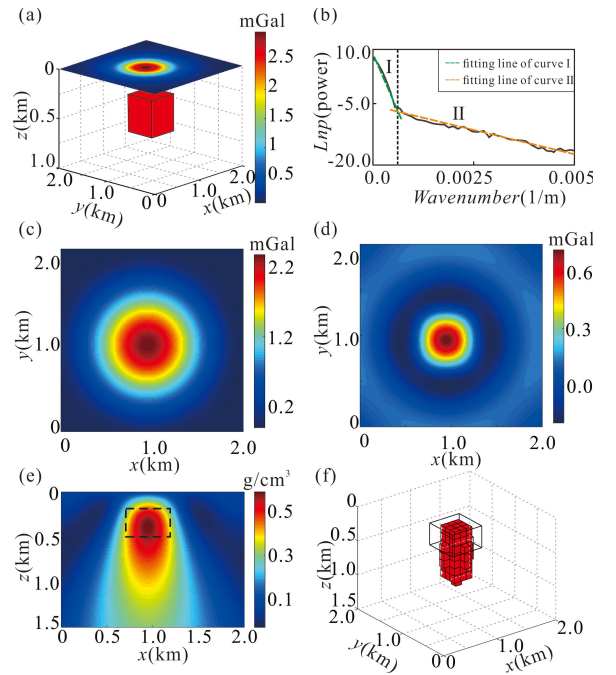 (a)
mGal
2.5
2.0
1.5
1.0
0.5
0
0.5
1.0
z(km)
2.0
1.0
0
y(km)
0
1.0
2.0
x(km)
(b)
10.0
-5.0
-20.0
Lnp(power)
I
II
fitting line of curve I
fitting line of curve II
0.0
0.0025
0.005
Wavenumber(1/m)
(c)
mGal
2.0
1.0
0
y(km)
0
1.0
2.0
x(km)
2.2
1.2
0.2
(d)
mGal
2.0
1.0
0
y(km)
0
1.0
2.0
x(km)
0.6
0.3
0.0
(e)
g/cm³
0
0.5
1.0
1.5
z(km)
0
0.5
1.0
1.5
2.0
x(km)
0.5
0.3
0.1
(f)
0
0.5
1.0
1.5
z(km)
2.0
1.0
0
y(km)
0
1.0
2.0
x(km)